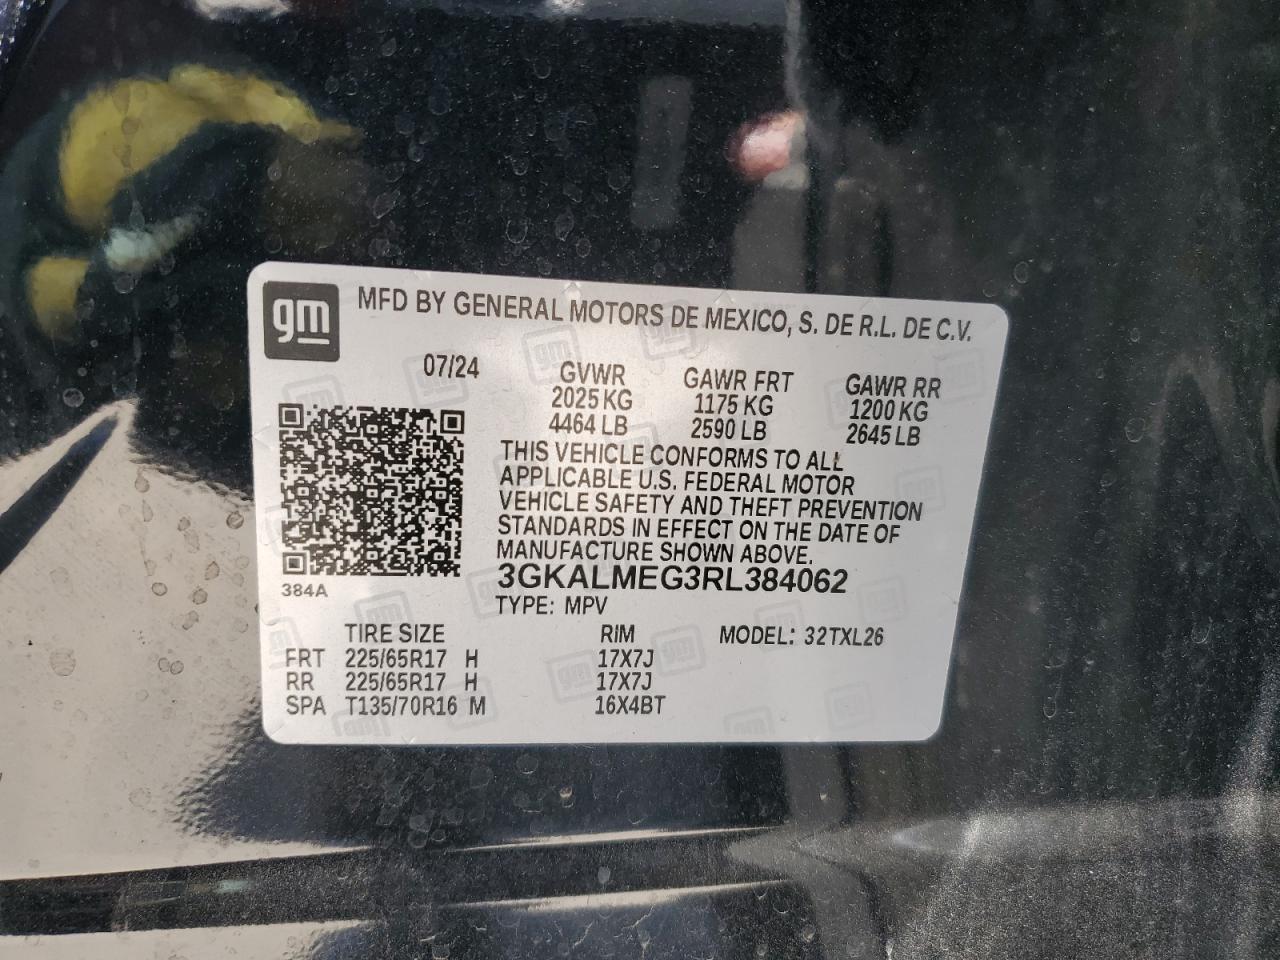 gm MFD BY GENERAL MOTORS DE MEXICO, S. DE R.L. DE C.V.
07/24 GVWR GAWR FRT GAWR RR
2025 KG 1175 KG 1200 KG
4464 LB 2590 LB 2645 LB
THIS VEHICLE CONFORMS TO ALL
APPLICABLE U.S. FEDERAL MOTOR
VEHICLE SAFETY AND THEFT PREVENTION
STANDARDS IN EFFECT ON THE DATE OF
MANUFACTURE SHOWN ABOVE.
384A 3GKALMEG3RL384062
TYPE: MPV
TIRE SIZE RIM MODEL: 32TXL26
FRT 225/65R17 H 17X7J
RR 225/65R17 H 17X7J
SPA T135/70R16 M 16X4BT